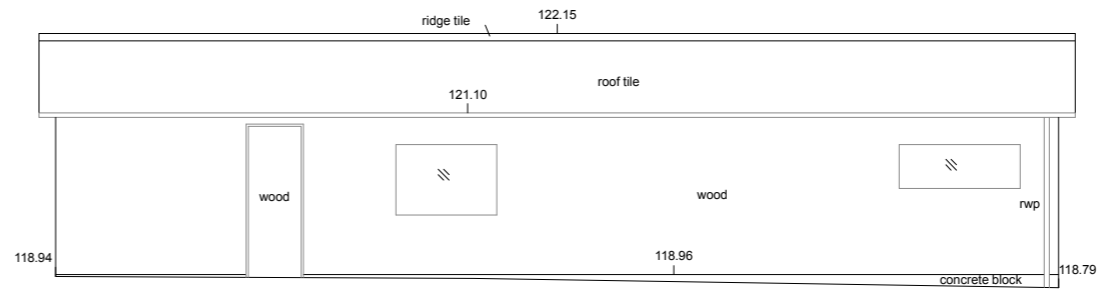 122.15
ridge tile
roof tile
121.10
wood
wood
rwp
118.94
118.96
118.79
concrete block